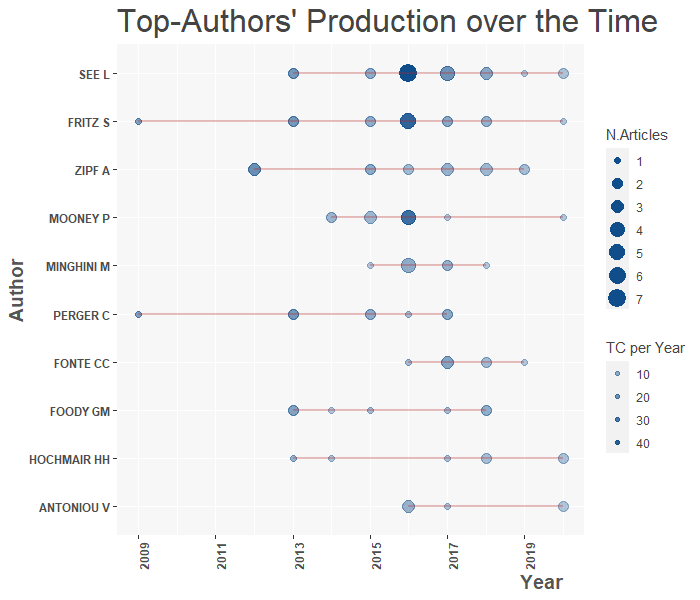 Top-Authors' Production over the Time
SEE L
FRITZ S
ZIPF A
MOONEY P
MINGHINI M
PERGER C
FONTE CC
FOODY GM
HOCHMAIR HH
ANTONIOU V
Author
2009
2011
2013
2015
2017
2019
Year
N.Articles
1
2
3
4
5
6
7
TC per Year
10
20
30
40